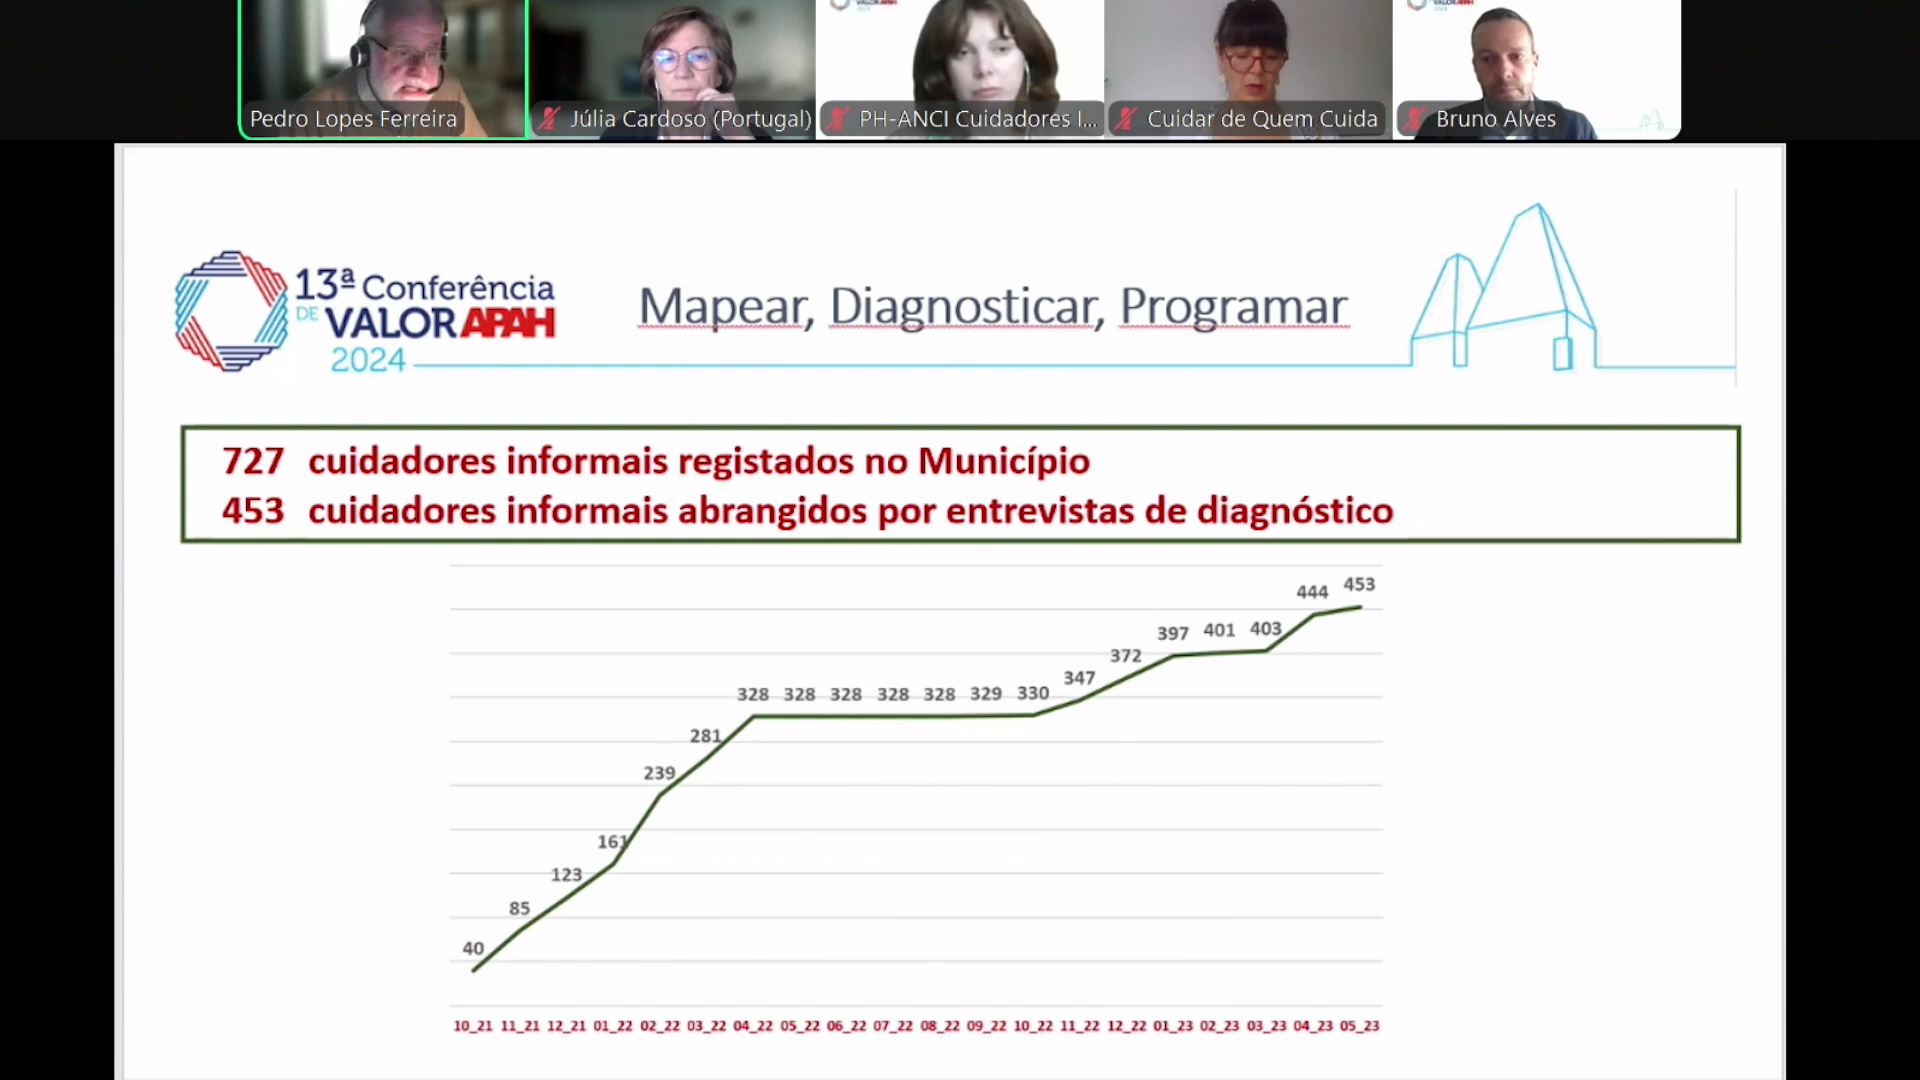 Pedro Lopes Ferreira
Júlia Cardoso (Portugal)
PH-ANCI Cuidadores I...
Cuidar de Quem Cuida
Bruno Alves
13ª Conferência
DE VALOR APAH
2024
Mapear, Diagnosticar, Programar
727 cuidadores informais registados no Município
453 cuidadores informais abrangidos por entrevistas de diagnóstico
40 85 123 161 239 281 328 328 328 328 328 329 330 347 372 397 401 403 444 453
10_21 11_21 12_21 01_22 02_22 03_22 04_22 05_22 06_22 07_22 08_22 09_22 10_22 11_22 12_22 01_23 02_23 03_23 04_23 05_23